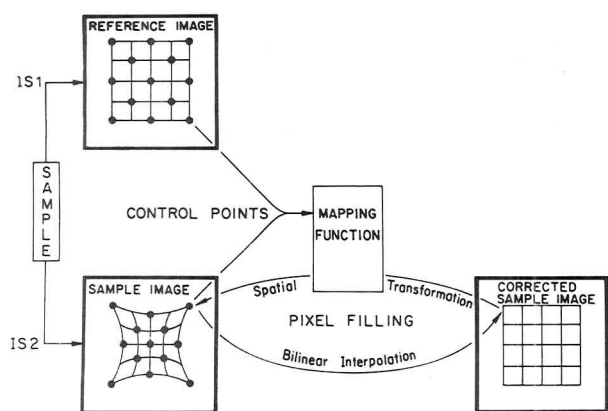 REFERENCE IMAGE
IS1
SAMPLE
CONTROL POINTS
MAPPING
FUNCTION
SAMPLE IMAGE
Spatial
Transformation
CORRECTED
SAMPLE IMAGE
PIXEL FILLING
IS2
Bilinear Interpolation